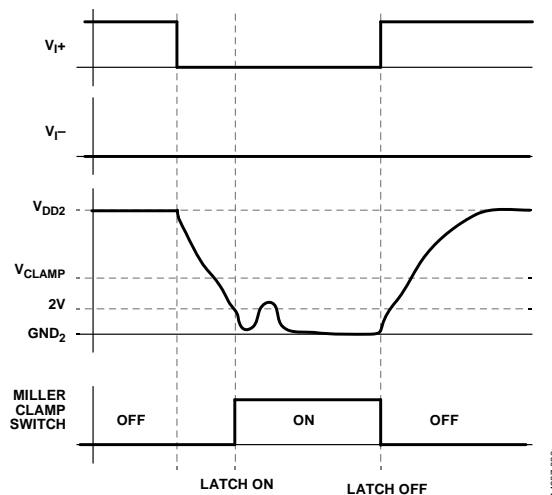 VI+
VI–
VDD2
VCLAMP
2V
GND2
MILLER
CLAMP
SWITCH
OFF
ON
OFF
LATCH ON
LATCH OFF